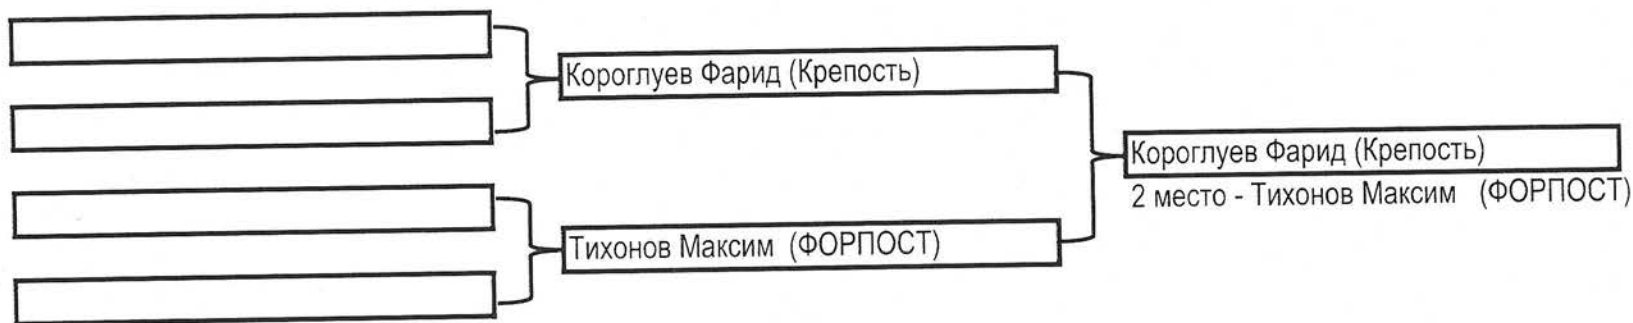 Короглуев Фарид (Крепость)
Короглуев Фарид (Крепость)
2 место - Тихонов Максим (ФОРПОСТ)
Тихонов Максим (ФОРПОСТ)